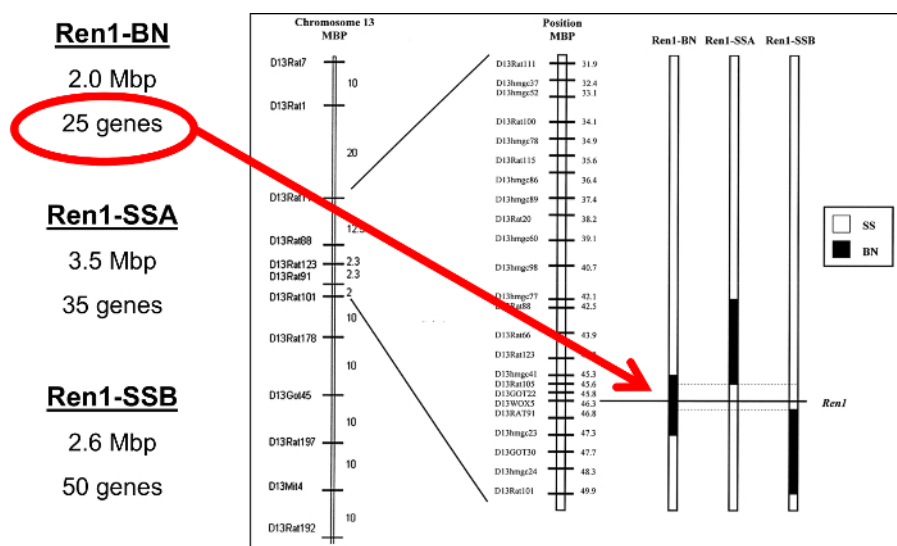 Ren1-BN
2.0 Mbp
25 genes
Ren1-SSA
3.5 Mbp
35 genes
Ren1-SSB
2.6 Mbp
50 genes
Chromosome 13
MBP
D13Rat7
10
D13Rat1
20
D13Rat88
D13Rat123
2.3
D13Rat91
2.3
D13Rat101
2
10
D13Rat178
10
D13Got45
10
D13Rat197
10
D13Mit4
10
D13Rat192
Position
MBP
D13Rat111 31.9
D13hmgc37 32.4
D13hmgc52 33.1
D13Rat100 34.1
D13hmgc78 34.9
D13Rat115 35.6
D13hmgc86 36.4
D13hmgc89 37.4
D13Rat20 38.2
D13hmgc60 39.1
D13hmgc98 40.7
D13hmgc77 42.1
D13Rat88 42.5
D13Rat66 43.9
D13Rat123
D13hmgc41 45.3
D13Rat105 45.6
D13GOT22 45.8
D13WOX5 46.3
D13RAT91 46.8
D13hmgc23 47.3
D13GOT30 47.7
D13hmgc24 48.3
D13Rat101 49.9
Ren1-BN Ren1-SSA Ren1-SSB
Ren1
SS
BN